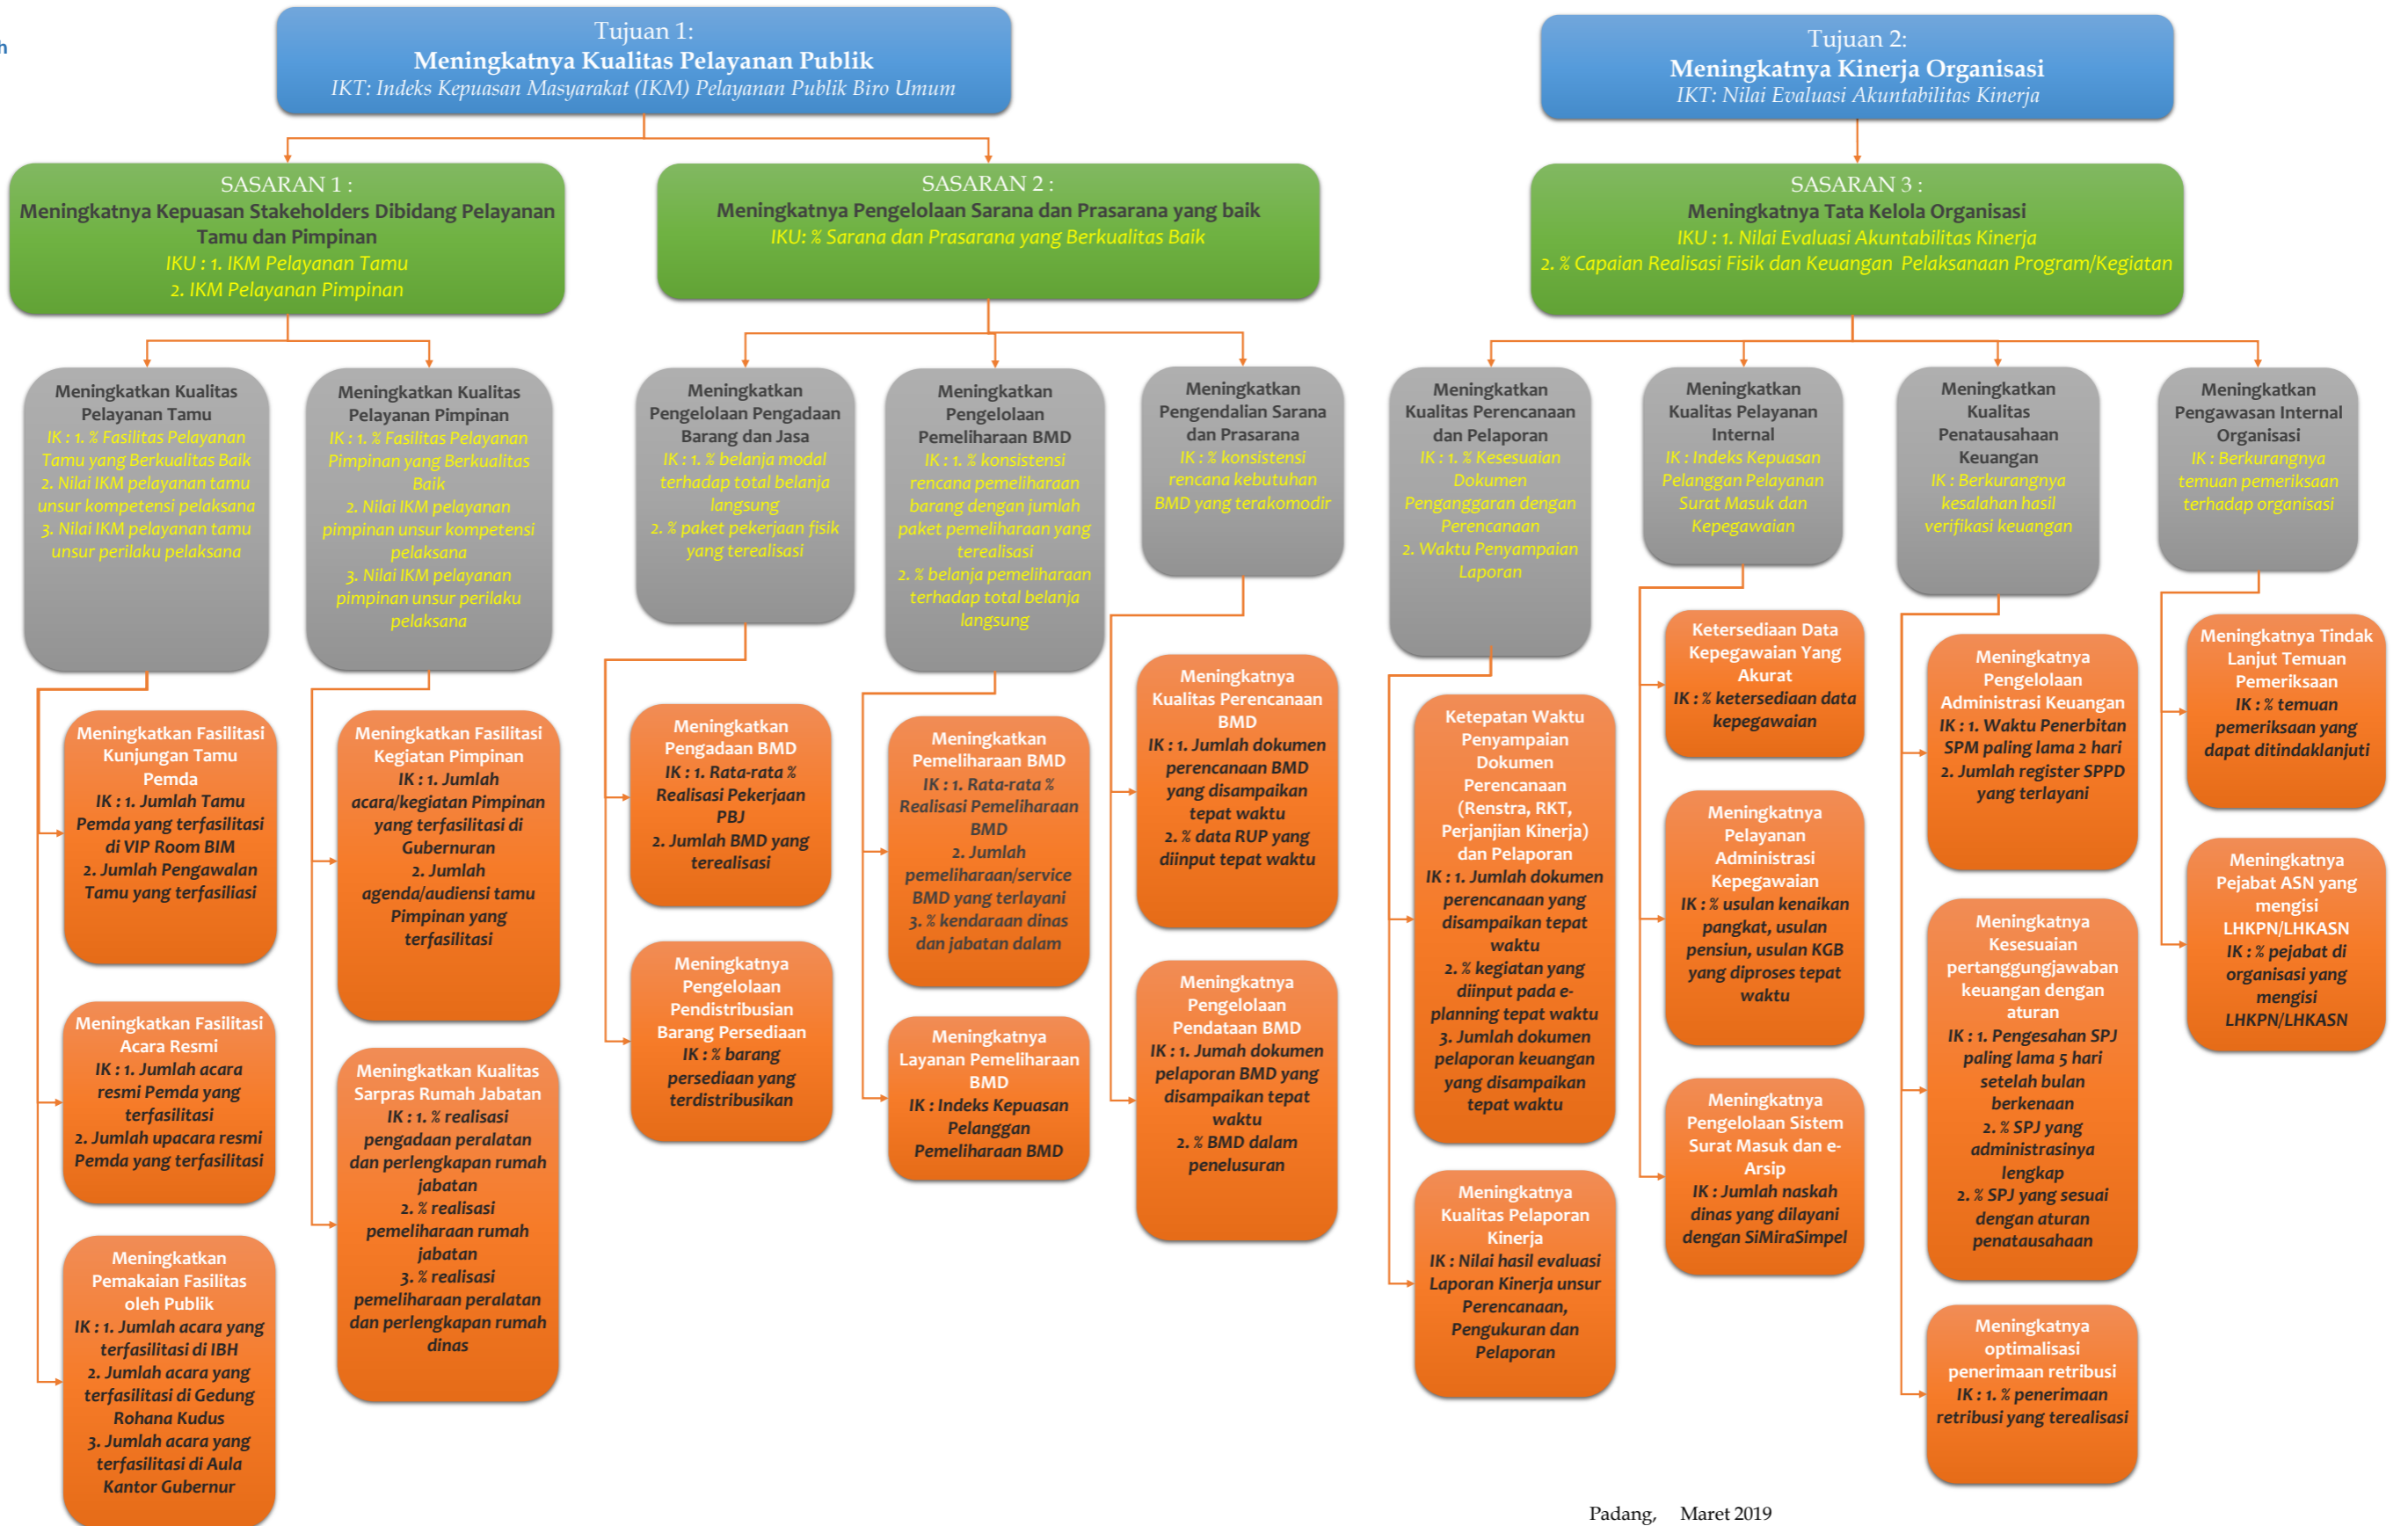 h
Tujuan 1:
Meningkatnya Kualitas Pelayanan Publik
IKT: Indeks Kepuasan Masyarakat (IKM) Pelayanan Publik Biro Umum
Tujuan 2:
Meningkatnya Kinerja Organisasi
IKT: Nilai Evaluasi Akuntabilitas Kinerja
SASARAN 1 :
Meningkatnya Kepuasan Stakeholders Dibidang Pelayanan
Tamu dan Pimpinan
IKU : 1. IKM Pelayanan Tamu
2. IKM Pelayanan Pimpinan
SASARAN 2 :
Meningkatnya Pengelolaan Sarana dan Prasarana yang baik
IKU: % Sarana dan Prasarana yang Berkualitas Baik
SASARAN 3 :
Meningkatnya Tata Kelola Organisasi
IKU : 1. Nilai Evaluasi Akuntabilitas Kinerja
2. % Capaian Realisasi Fisik dan Keuangan Pelaksanaan Program/Kegiatan
Meningkatkan Kualitas
Pelayanan Tamu
IK : 1. % Fasilitas Pelayanan
Tamu yang Berkualitas Baik
2. Nilai IKM pelayanan tamu
unsur kompetensi pelaksana
3. Nilai IKM pelayanan tamu
unsur perilaku pelaksana
Meningkatkan Kualitas
Pelayanan Pimpinan
IK : 1. % Fasilitas Pelayanan
Pimpinan yang Berkualitas
Baik
2. Nilai IKM pelayanan
pimpinan unsur kompetensi
pelaksana
3. Nilai IKM pelayanan
pimpinan unsur perilaku
pelaksana
Meningkatkan
Pengelolaan Pengadaan
Barang dan Jasa
IK : 1. % belanja modal
terhadap total belanja
langsung
2. % paket pekerjaan fisik
yang terealisasi
Meningkatkan
Pengelolaan
Pemeliharaan BMD
IK : 1. % konsistensi
rencana pemeliharaan
barang dengan jumlah
paket pemeliharaan yang
terealisasi
2. % belanja pemeliharaan
terhadap total belanja
langsung
Meningkatkan
Pengendalian Sarana
dan Prasarana
IK : % konsistensi
rencana kebutuhan
BMD yang terakomodir
Meningkatkan
Kualitas Perencanaan
dan Pelaporan
IK : 1. % Kesesuaian
Dokumen
Penganggaran dengan
Perencanaan
2. Waktu Penyampaian
Laporan
Meningkatkan
Kualitas Pelayanan
Internal
IK : Indeks Kepuasan
Pelanggan Pelayanan
Surat Masuk dan
Kepegawaian
Meningkatkan
Kualitas
Penatausahaan
Keuangan
IK : Berkurangnya
kesalahan hasil
verifikasi keuangan
Meningkatkan
Pengawasan Internal
Organisasi
IK : Berkurangnya
temuan pemeriksaan
terhadap organisasi
Meningkatkan Fasilitasi
Kunjungan Tamu
Pemda
IK : 1. Jumlah Tamu
Pemda yang terfasilitasi
di VIP Room BIM
2. Jumlah Pengawalan
Tamu yang terfasiliasi
Meningkatkan Fasilitasi
Acara Resmi
IK : 1. Jumlah acara
resmi Pemda yang
terfasilitasi
2. Jumlah upacara resmi
Pemda yang terfasilitasi
Meningkatkan
Pemakaian Fasilitas
oleh Publik
IK : 1. Jumlah acara yang
terfasilitasi di IBH
2. Jumlah acara yang
terfasilitasi di Gedung
Rohana Kudus
3. Jumlah acara yang
terfasilitasi di Aula
Kantor Gubernur
Meningkatkan Fasilitasi
Kegiatan Pimpinan
IK : 1. Jumlah
acara/kegiatan Pimpinan
yang terfasilitasi di
Gubernuran
2. Jumlah
agenda/audiensi tamu
Pimpinan yang
terfasilitasi
Meningkatkan Kualitas
Sarpras Rumah Jabatan
IK : 1. % realisasi
pengadaan peralatan
dan perlengkapan rumah
jabatan
2. % realisasi
pemeliharaan rumah
jabatan
3. % realisasi
pemeliharaan peralatan
dan perlengkapan rumah
dinas
Meningkatkan
Pengadaan BMD
IK : 1. Rata-rata %
Realisasi Pekerjaan
PBJ
2. Jumlah BMD yang
terealisasi
Meningkatnya
Pengelolaan
Pendistribusian
Barang Persediaan
IK : % barang
persediaan yang
terdistribusikan
Meningkatkan
Pemeliharaan BMD
IK : 1. Rata-rata %
Realisasi Pemeliharaan
BMD
2. Jumlah
pemeliharaan/service
BMD yang terlayani
3. % kendaraan dinas
dan jabatan dalam
Meningkatnya
Layanan Pemeliharaan
BMD
IK : Indeks Kepuasan
Pelanggan
Pemeliharaan BMD
Meningkatnya
Kualitas Perencanaan
BMD
IK : 1. Jumlah dokumen
perencanaan BMD
yang disampaikan
tepat waktu
2. % data RUP yang
diinput tepat waktu
Meningkatnya
Pengelolaan
Pendataan BMD
IK : 1. Jumah dokumen
pelaporan BMD yang
disampaikan tepat
waktu
2. % BMD dalam
penelusuran
Ketepatan Waktu
Penyampaian
Dokumen
Perencanaan
(Renstra, RKT,
Perjanjian Kinerja)
dan Pelaporan
IK : 1. Jumlah dokumen
perencanaan yang
disampaikan tepat
waktu
2. % kegiatan yang
diinput pada e-
planning tepat waktu
3. Jumlah dokumen
pelaporan keuangan
yang disampaikan
tepat waktu
Meningkatnya
Kualitas Pelaporan
Kinerja
IK : Nilai hasil evaluasi
Laporan Kinerja unsur
Perencanaan,
Pengukuran dan
Pelaporan
Ketersediaan Data
Kepegawaian Yang
Akurat
IK : % ketersediaan data
kepegawaian
Meningkatnya
Pelayanan
Administrasi
Kepegawaian
IK : % usulan kenaikan
pangkat, usulan
pensiun, usulan KGB
yang diproses tepat
waktu
Meningkatnya
Pengelolaan Sistem
Surat Masuk dan e-
Arsip
IK : Jumlah naskah
dinas yang dilayani
dengan SiMiraSimpel
Meningkatnya
Pengelolaan
Administrasi Keuangan
IK : 1. Waktu Penerbitan
SPM paling lama 2 hari
2. Jumlah register SPPD
yang terlayani
Meningkatnya
Kesesuaian
pertanggungjawaban
keuangan dengan
aturan
IK : 1. Pengesahan SPJ
paling lama 5 hari
setelah bulan
berkenaan
2. % SPJ yang
administrasinya
lengkap
2. % SPJ yang sesuai
dengan aturan
penatausahaan
Meningkatnya
optimalisasi
penerimaan retribusi
IK : 1. % penerimaan
retribusi yang terealisasi
Meningkatnya Tindak
Lanjut Temuan
Pemeriksaan
IK : % temuan
pemeriksaan yang
dapat ditindaklanjuti
Meningkatnya
Pejabat ASN yang
mengisi
LHKPN/LHKASN
IK : % pejabat di
organisasi yang
mengisi
LHKPN/LHKASN
Padang, Maret 2019